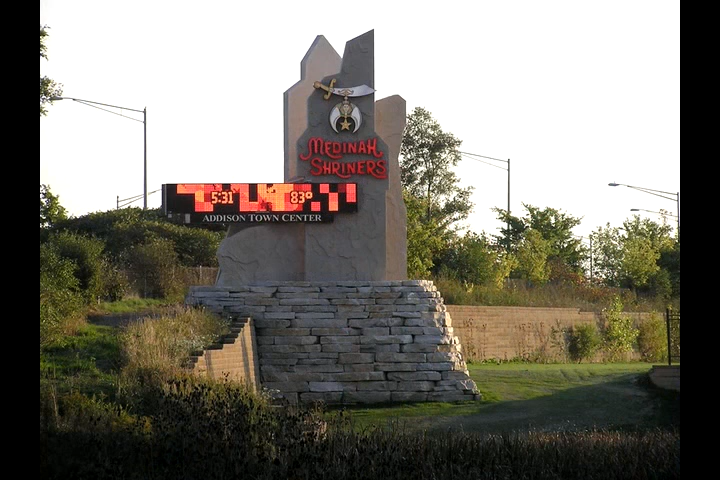 MEDINAH
SHRINERS
5:31 83°
ADDISON TOWN CENTER